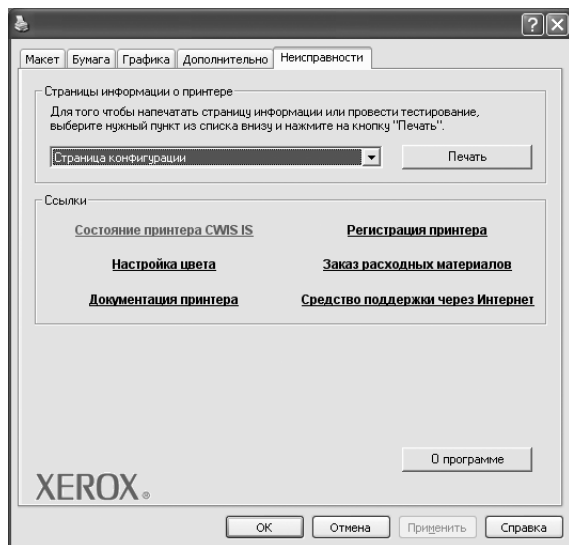 Макет Бумага Графика Дополнительно Неисправности
Страницы информации о принтере
Для того чтобы напечатать страницу информации или провести тестирование,
выберите нужный пункт из списка внизу и нажмите на кнопку "Печать".
Страница конфигурации Печать
Ссылки
Состояние принтера CWIS IS Регистрация принтера
Настройка цвета Заказ расходных материалов
Документация принтера Средство поддержки через Интернет
О программе
XEROX®
OK Отмена Применить Справка